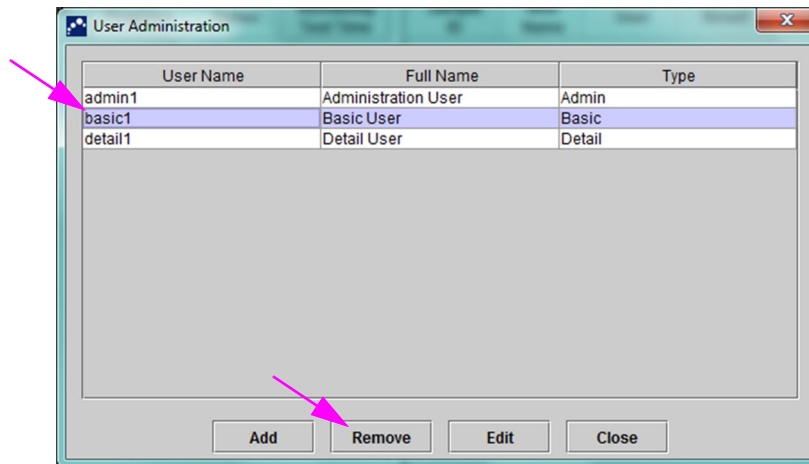 User Administration
User Name Full Name Type
admin1 Administration User Admin
basic1 Basic User Basic
detail1 Detail User Detail
Add Remove Edit Close